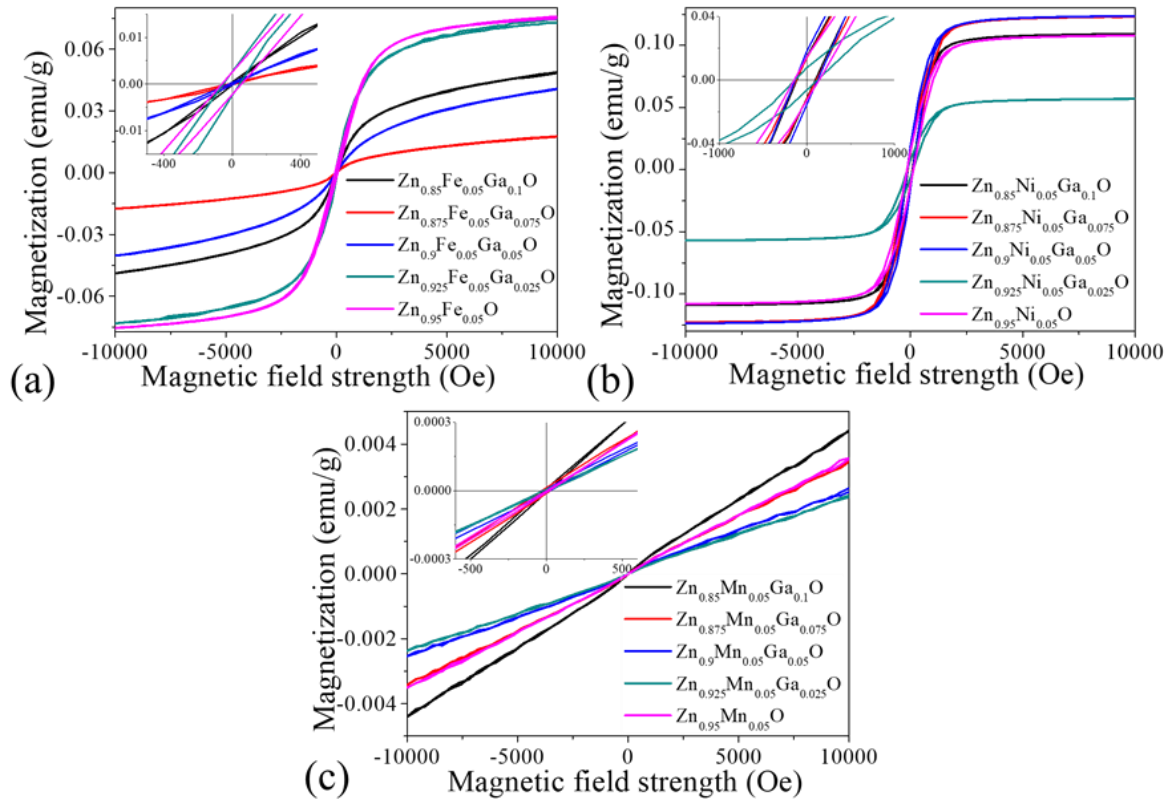 Magnetization (emu/g)
0.06
0.03
0.00
-0.03
-0.06
0.01
0.00
-0.01
-400
0
400
Zn0.85Fe0.05Ga0.1O
Zn0.875Fe0.05Ga0.075O
Zn0.9Fe0.05Ga0.05O
Zn0.925Fe0.05Ga0.025O
Zn0.95Fe0.05O
-10000 -5000 0 5000 10000
(a) Magnetic field strength (Oe)
Magnetization (emu/g)
0.10
0.05
0.00
-0.05
-0.10
0.04
0.00
-0.04
-1000 0 1000
Zn0.85Ni0.05Ga0.1O
Zn0.875Ni0.05Ga0.075O
Zn0.9Ni0.05Ga0.05O
Zn0.925Ni0.05Ga0.025O
Zn0.95Ni0.05O
-10000 -5000 0 5000 10000
(b) Magnetic field strength (Oe)
Magnetization (emu/g)
0.004
0.002
0.000
-0.002
-0.004
0.0003
0.0000
-0.0003
-500 0 500
Zn0.85Mn0.05Ga0.1O
Zn0.875Mn0.05Ga0.075O
Zn0.9Mn0.05Ga0.05O
Zn0.925Mn0.05Ga0.025O
Zn0.95Mn0.05O
-10000 -5000 0 5000 10000
(c) Magnetic field strength (Oe)